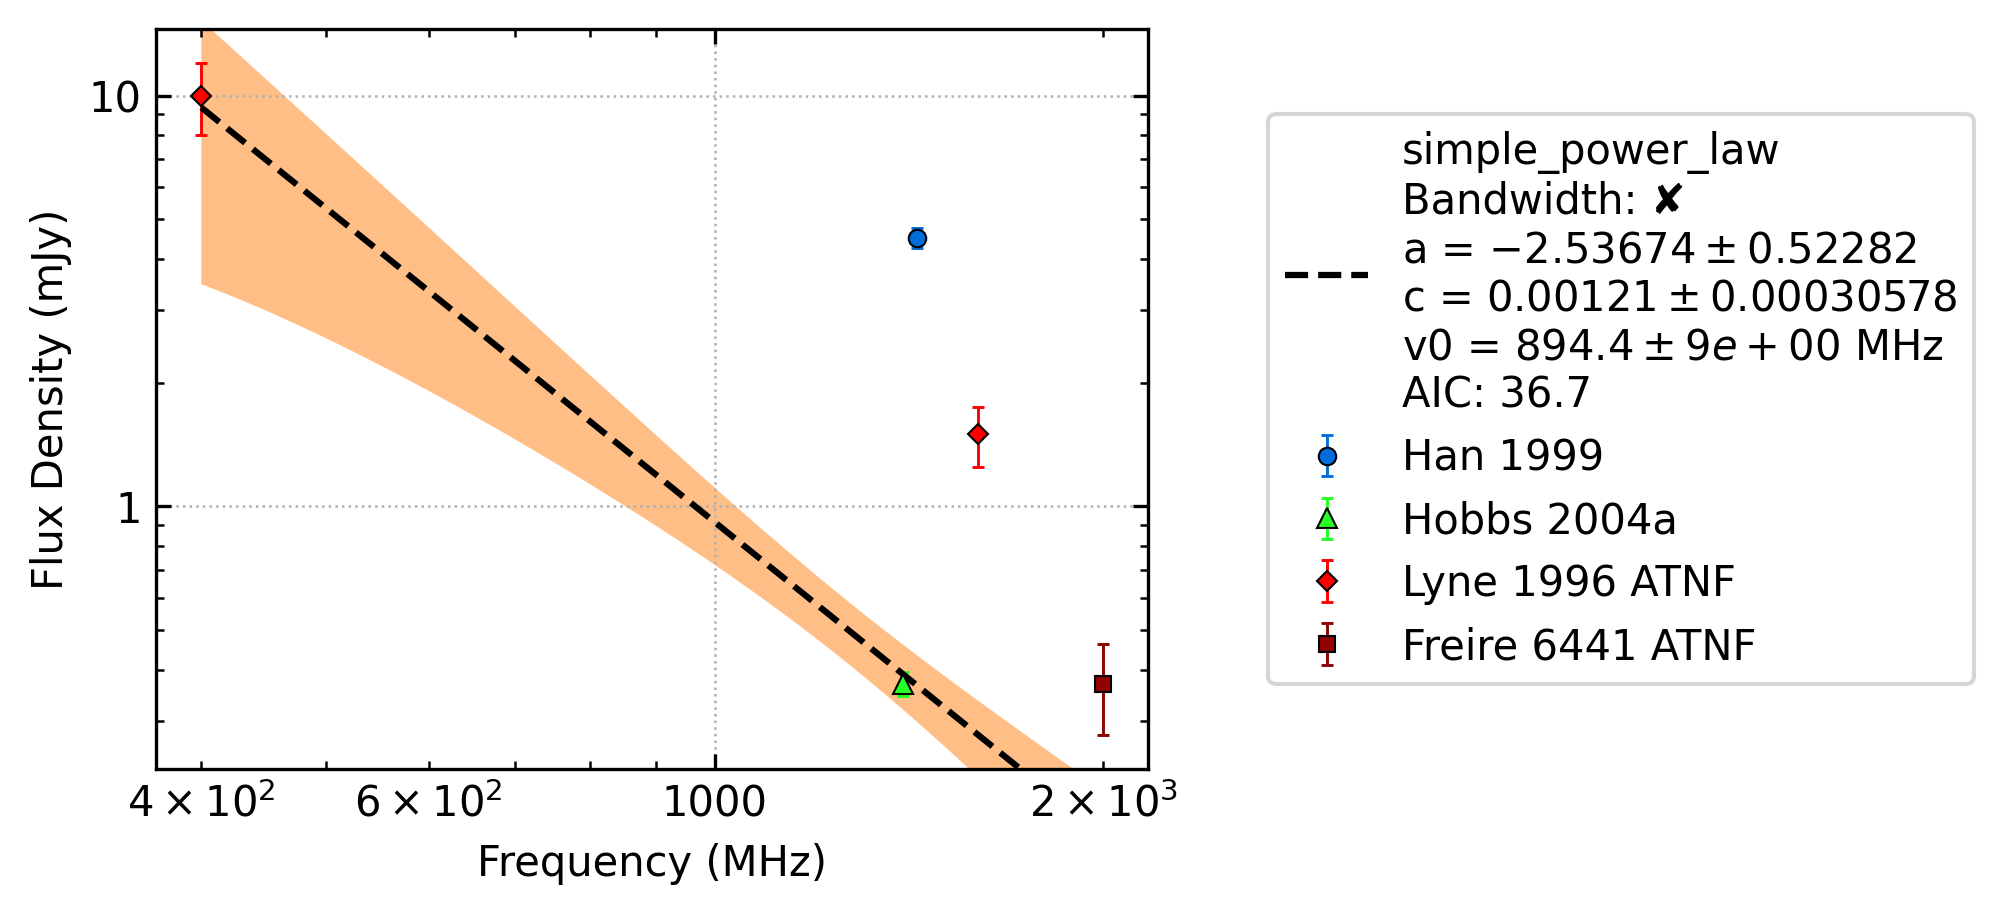 10
1
Flux Density (mJy)
4 × 10²
6 × 10²
1000
2 × 10³
Frequency (MHz)
simple_power_law
Bandwidth: ✘
a = −2.53674 ± 0.52282
c = 0.00121 ± 0.00030578
v0 = 894.4 ± 9e + 00 MHz
AIC: 36.7
Han 1999
Hobbs 2004a
Lyne 1996 ATNF
Freire 6441 ATNF